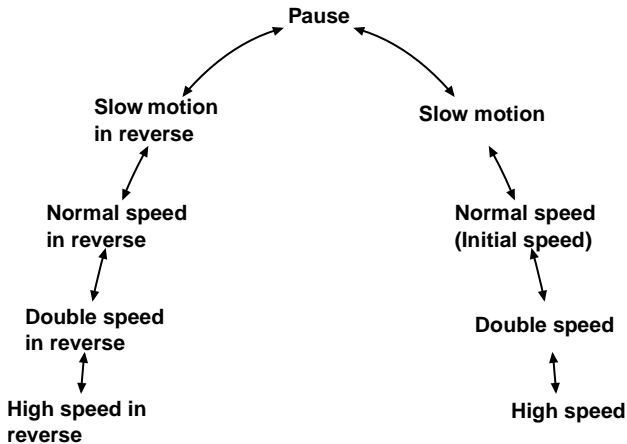 Pause
Slow motion
in reverse
Slow motion
Normal speed
in reverse
Normal speed
(Initial speed)
Double speed
in reverse
Double speed
High speed in
reverse
High speed